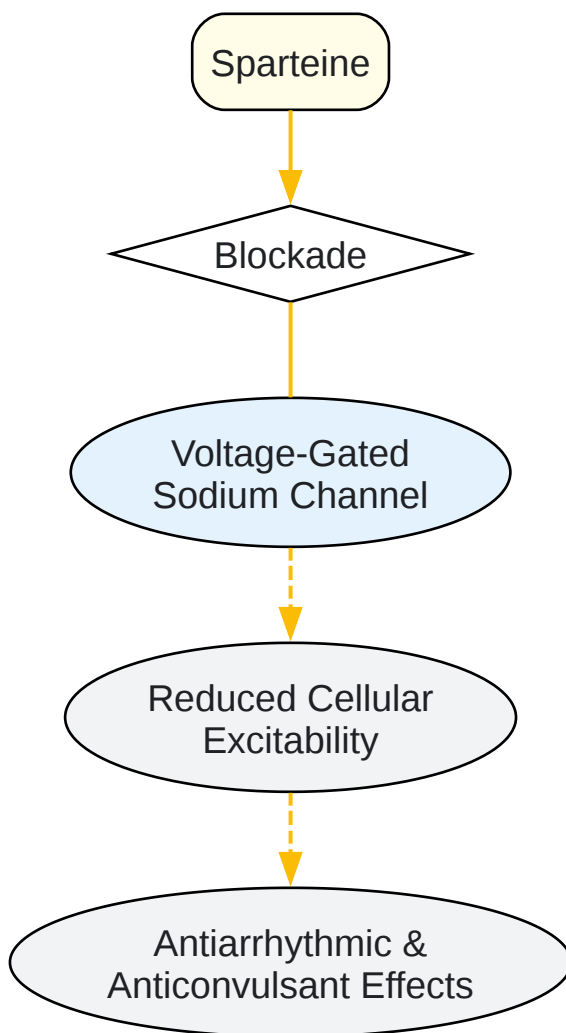 Sparteine
Blockade
Voltage-Gated
Sodium Channel
Reduced Cellular
Excitability
Antiarrhythmic &
Anticonvulsant Effects